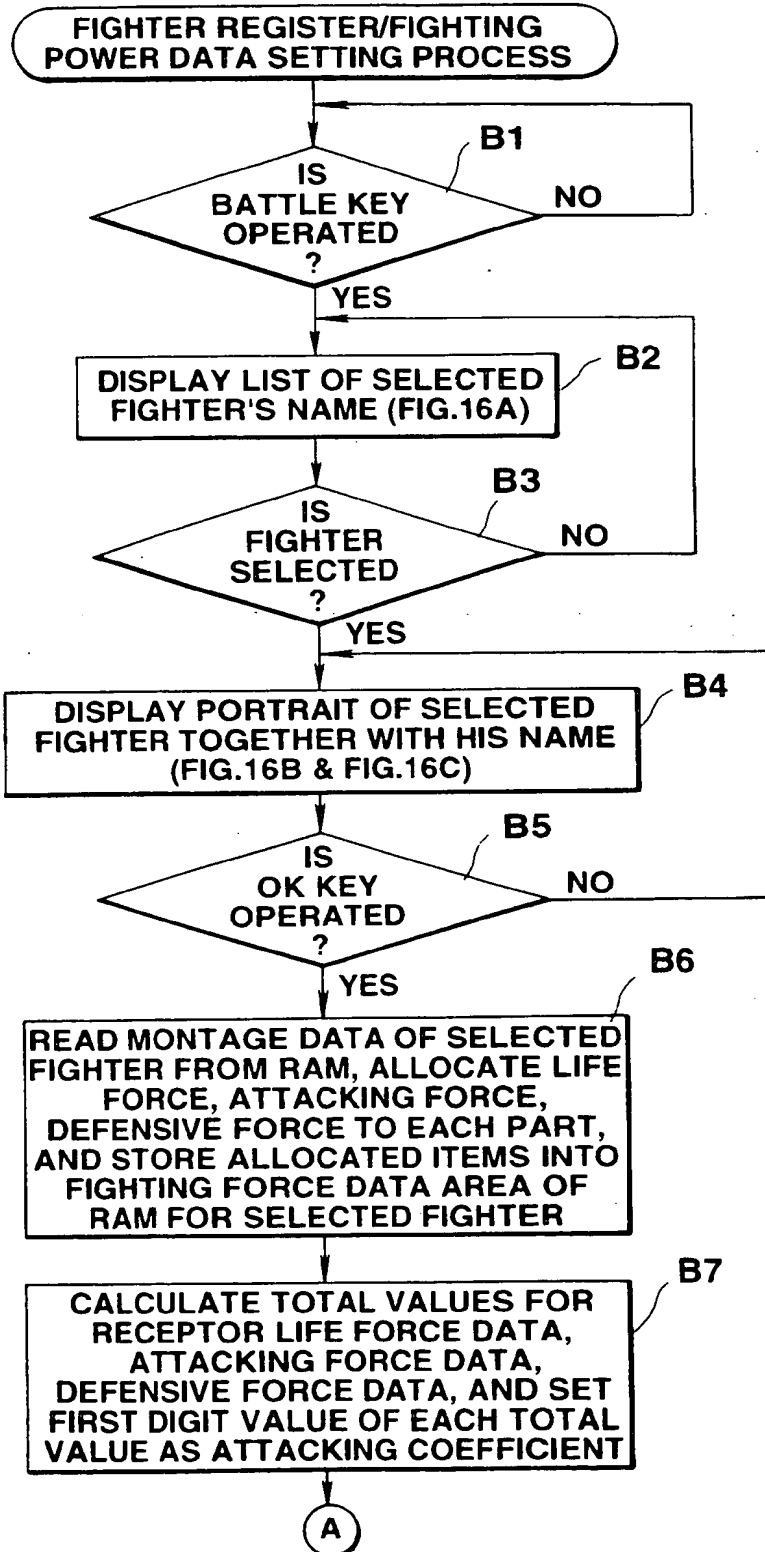 FIGHTER REGISTER/FIGHTING
POWER DATA SETTING PROCESS
B1
IS
BATTLE KEY
OPERATED
?
NO
YES
B2
DISPLAY LIST OF SELECTED
FIGHTER'S NAME (FIG.16A)
B3
IS
FIGHTER
SELECTED
?
NO
YES
B4
DISPLAY PORTRAIT OF SELECTED
FIGHTER TOGETHER WITH HIS NAME
(FIG.16B & FIG.16C)
B5
IS
OK KEY
OPERATED
?
NO
YES
B6
READ MONTAGE DATA OF SELECTED
FIGHTER FROM RAM, ALLOCATE LIFE
FORCE, ATTACKING FORCE,
DEFENSIVE FORCE TO EACH PART,
AND STORE ALLOCATED ITEMS INTO
FIGHTING FORCE DATA AREA OF
RAM FOR SELECTED FIGHTER
B7
CALCULATE TOTAL VALUES FOR
RECEPTOR LIFE FORCE DATA,
ATTACKING FORCE DATA,
DEFENSIVE FORCE DATA, AND SET
FIRST DIGIT VALUE OF EACH TOTAL
VALUE AS ATTACKING COEFFICIENT
A